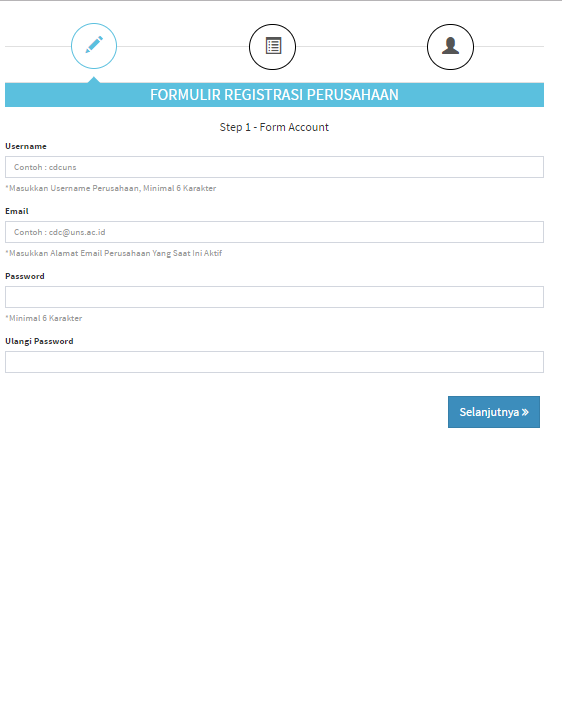 FORMULIR REGISTRASI PERUSAHAAN
Step 1 - Form Account
Username
Contoh : cdcuns
*Masukkan Username Perusahaan, Minimal 6 Karakter
Email
Contoh : cdc@uns.ac.id
*Masukkan Alamat Email Perusahaan Yang Saat Ini Aktif
Password
*Minimal 6 Karakter
Ulangi Password
Selanjutnya »